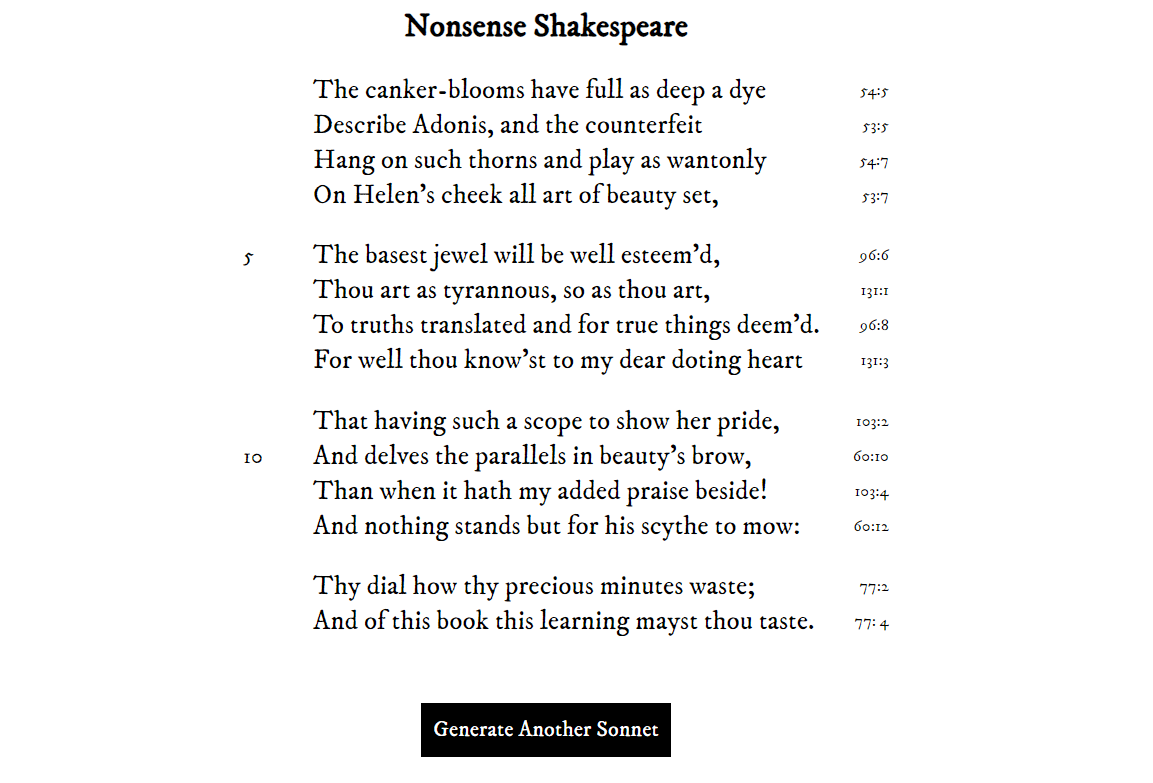 Nonsense Shakespeare
The canker-blooms have full as deep a dye 54:5
Describe Adonis, and the counterfeit 53:5
Hang on such thorns and play as wantonly 54:7
On Helen’s cheek all art of beauty set, 53:7
5 The basest jewel will be well esteem’d, 96:6
Thou art as tyrannous, so as thou art, 131:1
To truths translated and for true things deem’d. 96:8
For well thou know’st to my dear doting heart 131:3
That having such a scope to show her pride, 103:2
10 And delves the parallels in beauty’s brow, 60:10
Than when it hath my added praise beside! 103:4
And nothing stands but for his scythe to mow: 60:12
Thy dial how thy precious minutes waste; 77:2
And of this book this learning mayst thou taste. 77: 4
Generate Another Sonnet